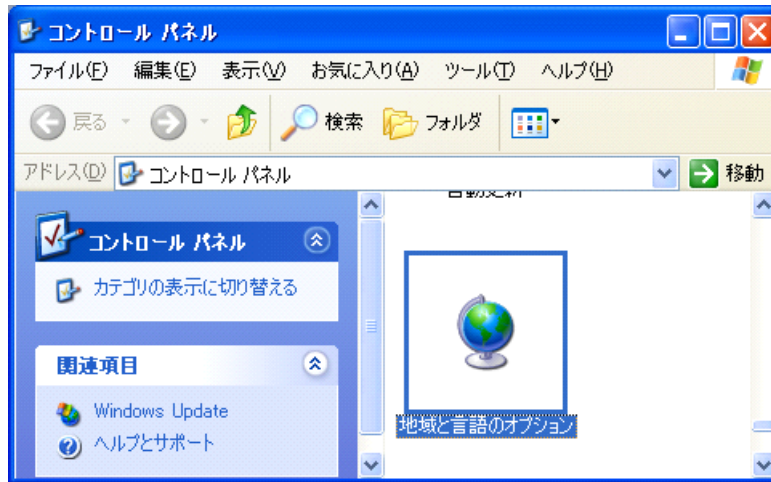 コントロール パネル
ファイル(F) 編集(E) 表示(V) お気に入り(A) ツール(T) ヘルプ(H)
戻る 検索 フォルダ
アドレス(D) コントロール パネル 移動
自動更新
コントロール パネル
カテゴリの表示に切り替える
関連項目
Windows Update
ヘルプとサポート
地域と言語のオプション